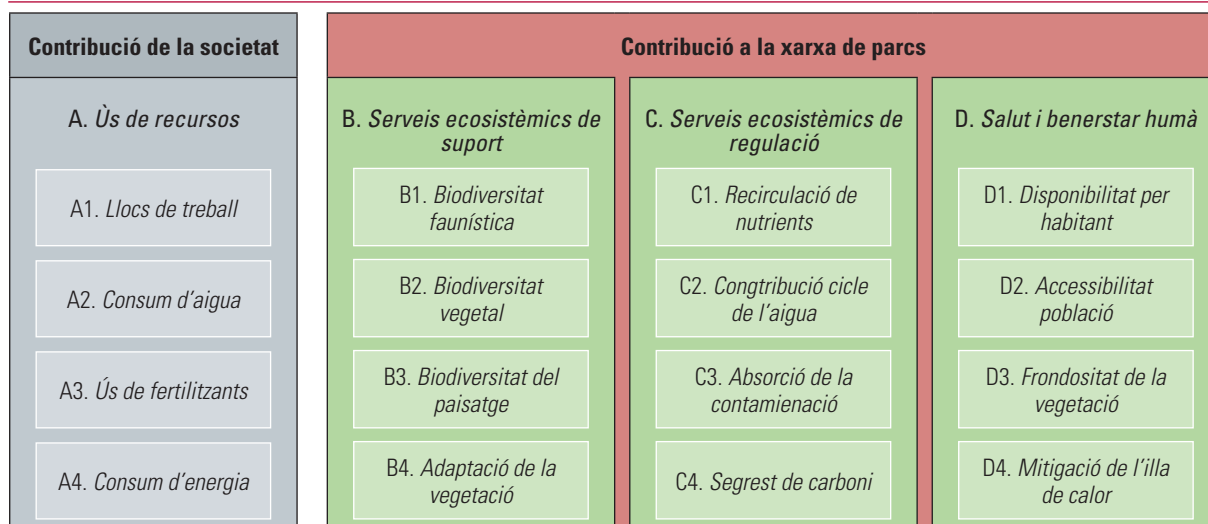 Contribució de la societat
A. Ùs de recursos
A1. Llocs de treball
A2. Consum d'aigua
A3. Ús de fertilitzants
A4. Consum d'energia
Contribució a la xarxa de parcs
B. Serveis ecosistèmics de
suport
B1. Biodiversitat
faunística
B2. Biodiversitat
vegetal
B3. Biodiversitat del
paisatge
B4. Adaptació de la
vegetació
C. Serveis ecosistèmics de
regulació
C1. Recirculació de
nutrients
C2. Congtribució cicle
de l'aigua
C3. Absorció de la
contamienació
C4. Segrest de carboni
D. Salut i benerstar humà
D1. Disponibilitat per
habitant
D2. Accessibilitat
població
D3. Frondositat de la
vegetació
D4. Mitigació de l'illa
de calor